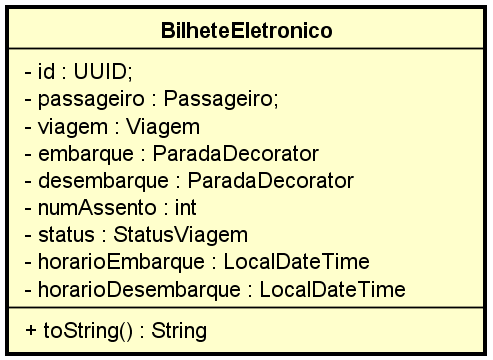 BilheteEletronico
- id : UUID;
- passageiro : Passageiro;
- viagem : Viagem
- embarque : ParadaDecorator
- desembarque : ParadaDecorator
- numAssento : int
- status : StatusViagem
- horarioEmbarque : LocalDateTime
- horarioDesembarque : LocalDateTime
+ toString() : String